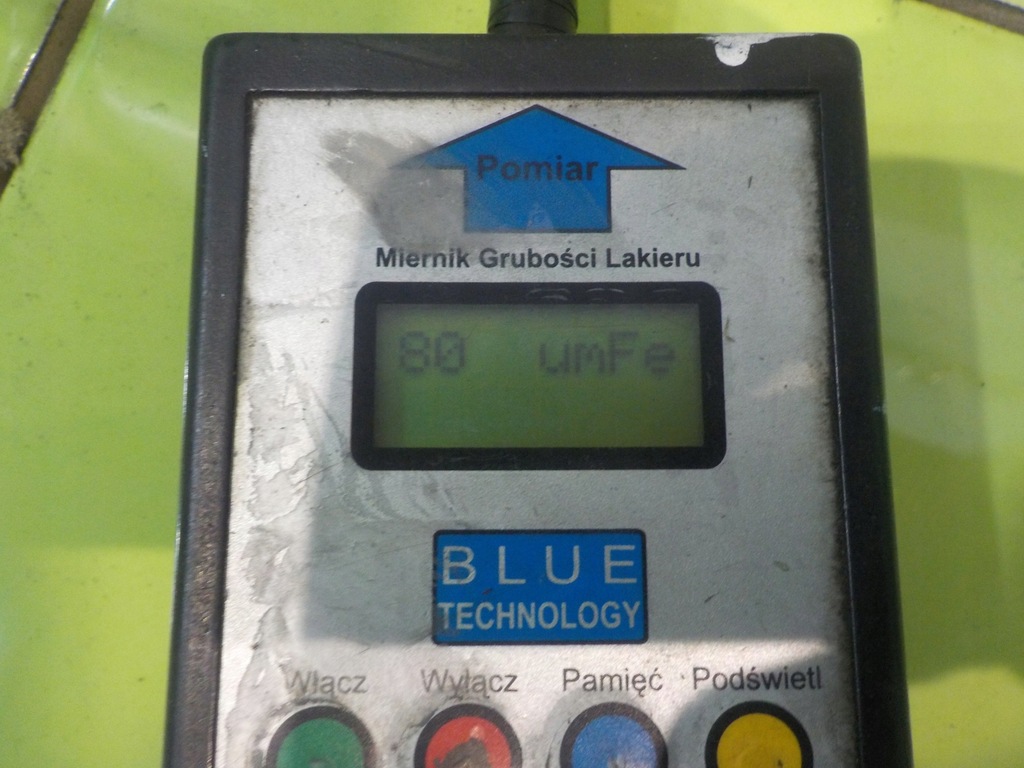 Pomiar
Miernik Grubości Lakieru
80 umFe
BLUE
TECHNOLOGY
Włącz Wyłącz Pamięć Podświetl